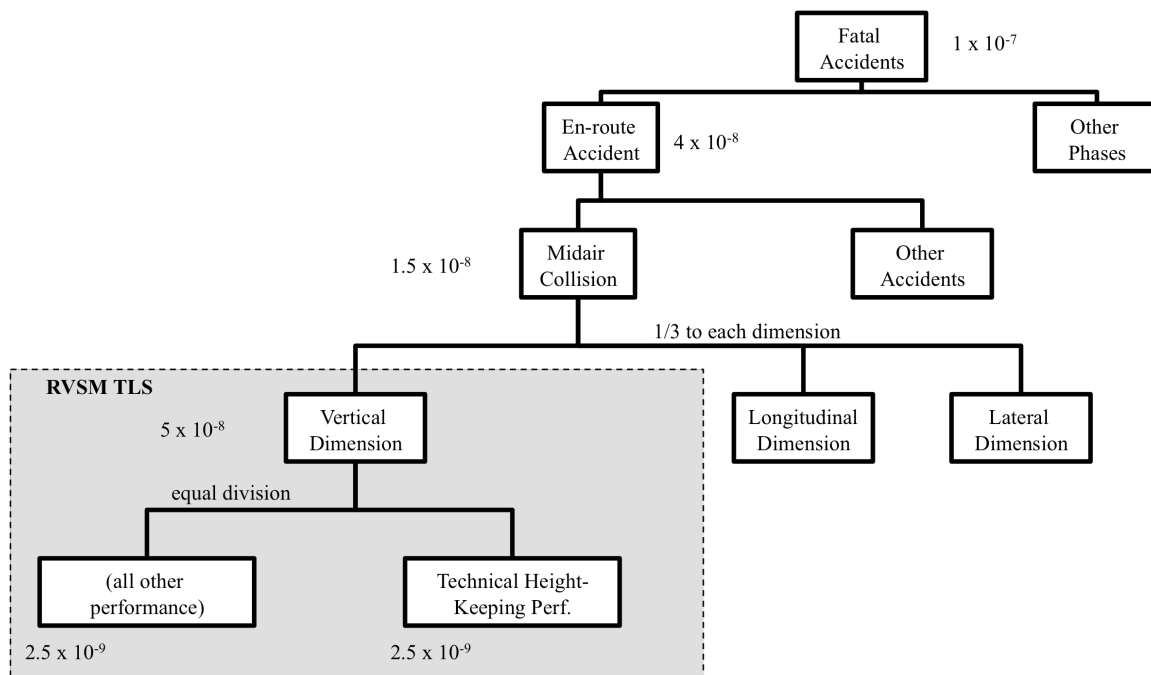 Fatal
Accidents
1 x 10⁻⁷
En-route
Accident
4 x 10⁻⁸
Other
Phases
Midair
Collision
1.5 x 10⁻⁸
Other
Accidents
1/3 to each dimension
RVSM TLS
Vertical
Dimension
5 x 10⁻⁸
Longitudinal
Dimension
Lateral
Dimension
equal division
(all other
performance)
Technical Height-
Keeping Perf.
2.5 x 10⁻⁹
2.5 x 10⁻⁹